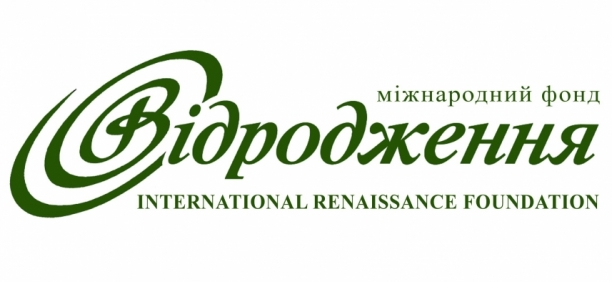 міжнародний фонд
Відродження
INTERNATIONAL RENAISSANCE FOUNDATION